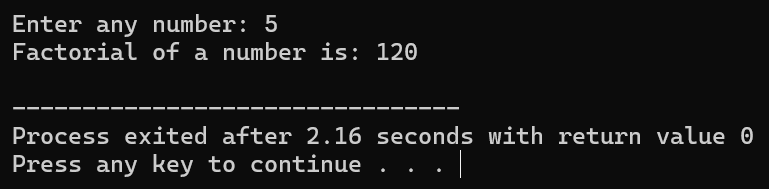 Enter any number: 5
Factorial of a number is: 120
--------------------------------
Process exited after 2.16 seconds with return value 0
Press any key to continue . . .